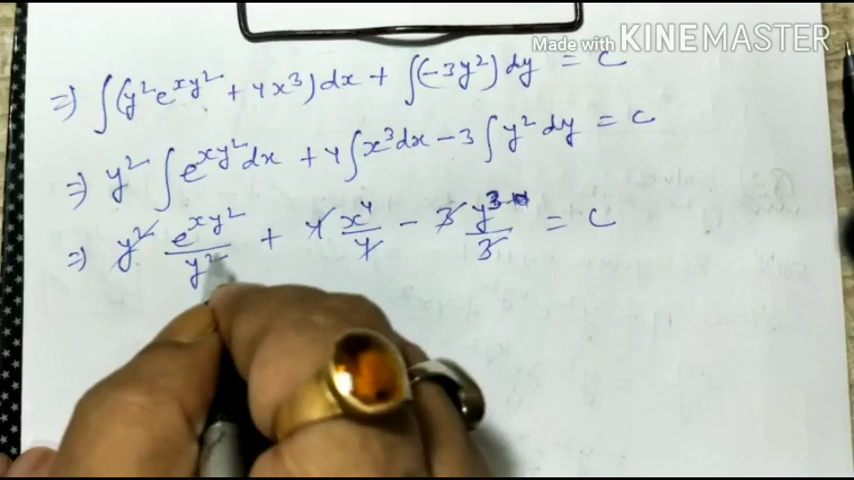 Made with KINEMASTER
⇒ ∫(y²e^{xy²} + 4x³)dx + ∫(-3y²)dy = c
⇒ y² ∫e^{xy²}dx + 4∫x³dx - 3∫y²dy = c
⇒ y² e^{xy²}/y² + 4 x⁴/4 - 3 y³/3 = c